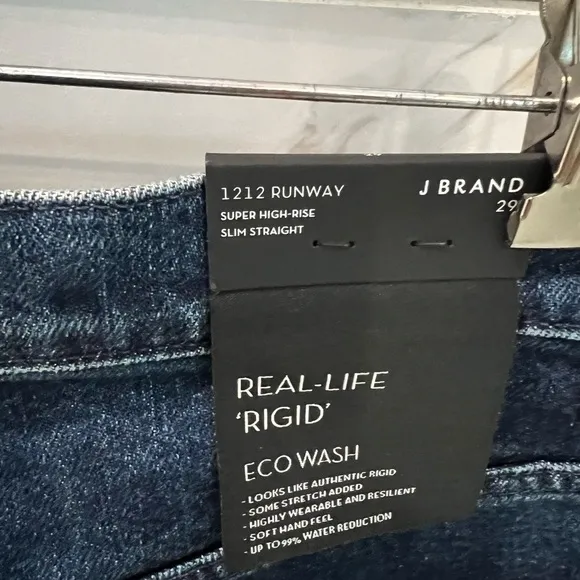 1212 RUNWAY
SUPER HIGH-RISE
SLIM STRAIGHT
J BRAND
29
REAL-LIFE
'RIGID'
ECO WASH
- LOOKS LIKE AUTHENTIC RIGID
- SOME STRETCH ADDED
- HIGHLY WEARABLE AND RESILIENT
- SOFT HAND FEEL
- UP TO 99% WATER REDUCTION